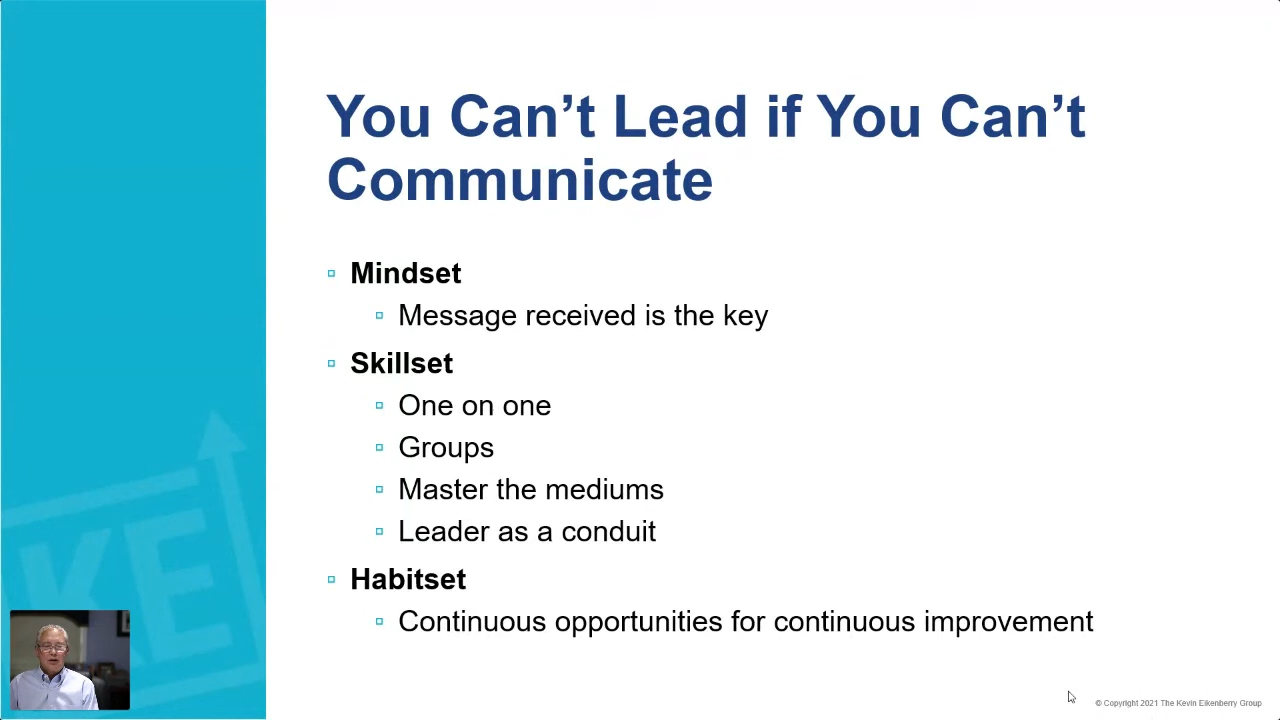 You Can’t Lead if You Can’t
Communicate
Mindset
Message received is the key
Skillset
One on one
Groups
Master the mediums
Leader as a conduit
Habitset
Continuous opportunities for continuous improvement
KE
© Copyright 2021 The Kevin Eikenberry Group